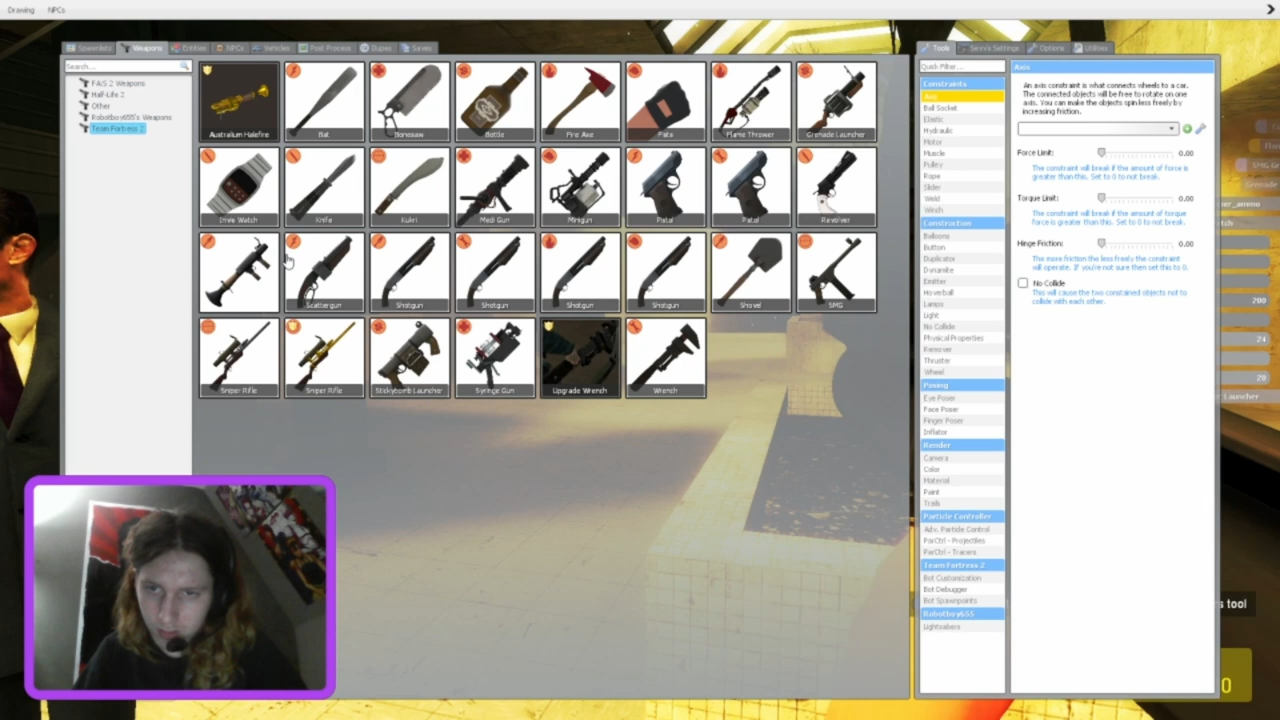 Drawing NPCs
Spawnlists Weapons Entities NPCs Vehicles Post Process Dupes Saves
Search...
FA:S 2 Weapons
Half-Life 2
Other
Robotboy655's Weapons
Team Fortress 2
Australium Halefire Bat Bonesaw Bottle Fire Axe Fists Flame Thrower Grenade Launcher
Invis Watch Knife Kukri Medi Gun Minigun Pistol Pistol Revolver
Scattergun Shotgun Shotgun Shotgun Shotgun Shovel SMG
Sniper Rifle Sniper Rifle Stickybomb Launcher Syringe Gun Upgrade Wrench Wrench
Tools Options Utilities
Quick Filter...
Constraints
Axis
Ball Socket
Elastic
Hydraulic
Motor
Muscle
Pulley
Rope
Slider
Weld
Winch
Construction
Balloons
Button
Duplicator
Dynamite
Emitter
Hoverball
Lamps
Light
No Collide
Physical Properties
Remover
Thruster
Wheel
Posing
Eye Poser
Face Poser
Finger Poser
Inflator
Render
Camera
Color
Material
Paint
Trails
Particle Controller
Adv. Particle Control
ParCtrl - Projectiles
ParCtrl - Tracers
Team Fortress 2
Bot Customization
Bot Debugger
Bot Spawnpoints
Robotboy655
Lightsabers
Axis
An axis constraint is what connects wheels to a car.
The connected objects will be free to rotate on one
axis. You can make the objects spin less freely by
increasing friction.
Force Limit: 0.00
The constraint will break if the amount of force is
greater than this. Set to 0 to not break.
Torque Limit: 0.00
The constraint will break if the amount of torque
force is greater than this. Set to 0 to not break.
Hinge Friction: 0.00
The more friction the less freely the constraint
will operate. If you're not sure then set this to 0.
No Collide
This will cause the two constrained objects not to
collide with each other.
200
24
20
Launcher
s tool
0